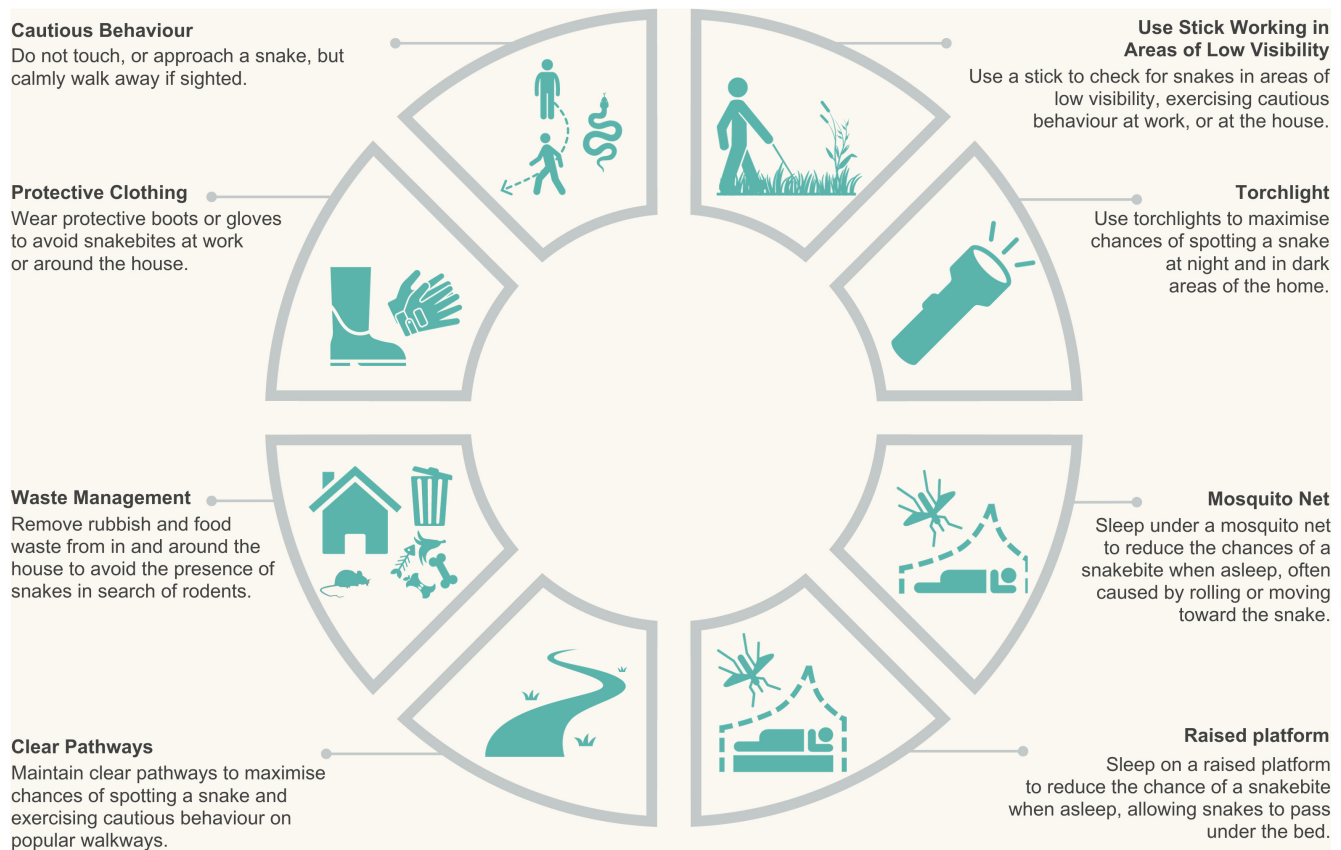 Cautious Behaviour
Do not touch, or approach a snake, but
calmly walk away if sighted.
Use Stick Working in
Areas of Low Visibility
Use a stick to check for snakes in areas of
low visibility, exercising cautious
behaviour at work, or at the house.
Protective Clothing
Wear protective boots or gloves
to avoid snakebites at work
or around the house.
Torchlight
Use torchlights to maximise
chances of spotting a snake
at night and in dark
areas of the home.
Waste Management
Remove rubbish and food
waste from in and around the
house to avoid the presence of
snakes in search of rodents.
Mosquito Net
Sleep under a mosquito net
to reduce the chances of a
snakebite when asleep, often
caused by rolling or moving
toward the snake.
Clear Pathways
Maintain clear pathways to maximise
chances of spotting a snake and
exercising cautious behaviour on
popular walkways.
Raised platform
Sleep on a raised platform
to reduce the chance of a snakebite
when asleep, allowing snakes to pass
under the bed.